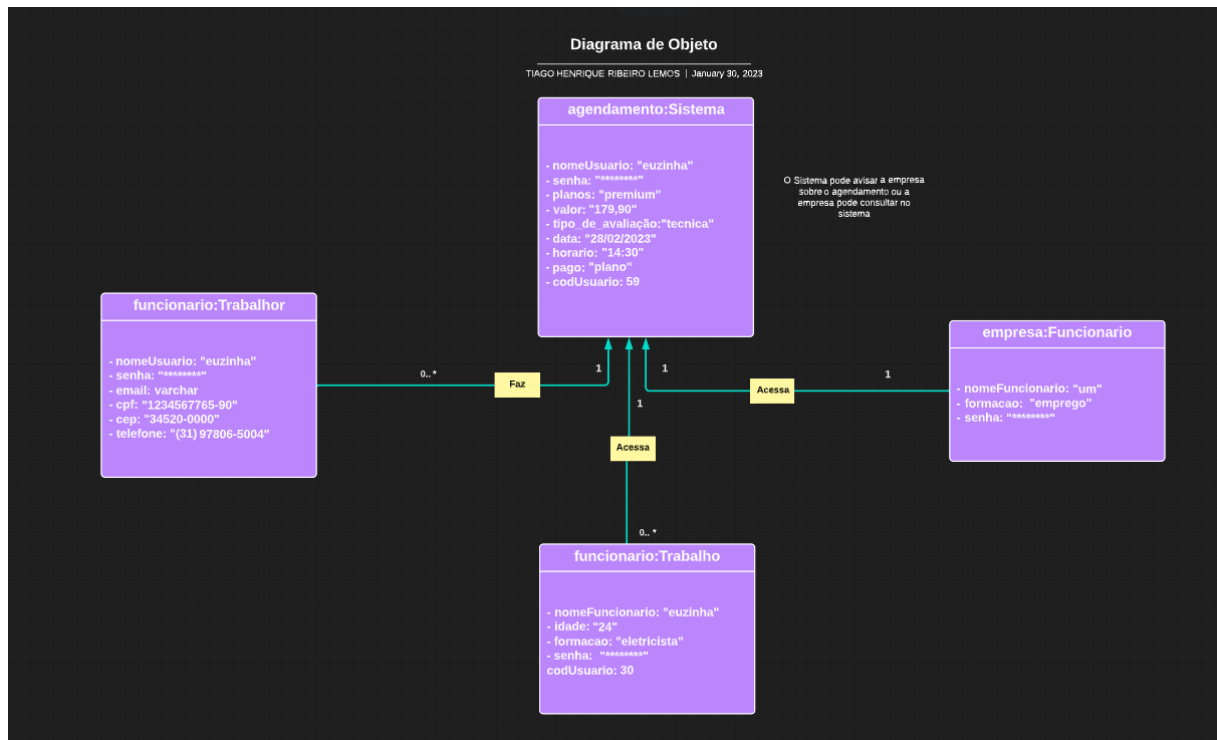 Diagrama de Objeto
TIAGO HENRIQUE RIBEIRO LEMOS | January 30, 2023
agendamento:Sistema
- nomeUsuario: "euzinha"
- senha: "********"
- planos: "premium"
- valor: "179,90"
- tipo_de_avaliação:"tecnica"
- data: "28/02/2023"
- horario: "14:30"
- pago: "plano"
- codUsuario: 59
O Sistema pode avisar a empresa
sobre o agendamento ou a
empresa pode consultar no
sistema
funcionario:Trabalhor
- nomeUsuario: "euzinha"
- senha: "********"
- email: varchar
- cpf: "1234567765-90"
- cep: "34520-0000"
- telefone: "(31) 97806-5004"
0.. *
Faz
1
1
Acessa
1
empresa:Funcionario
- nomeFuncionario: "um"
- formacao: "emprego"
- senha: "********"
1
Acessa
0.. *
funcionario:Trabalho
- nomeFuncionario: "euzinha"
- idade: "24"
- formacao: "eletricista"
- senha: "********"
codUsuario: 30